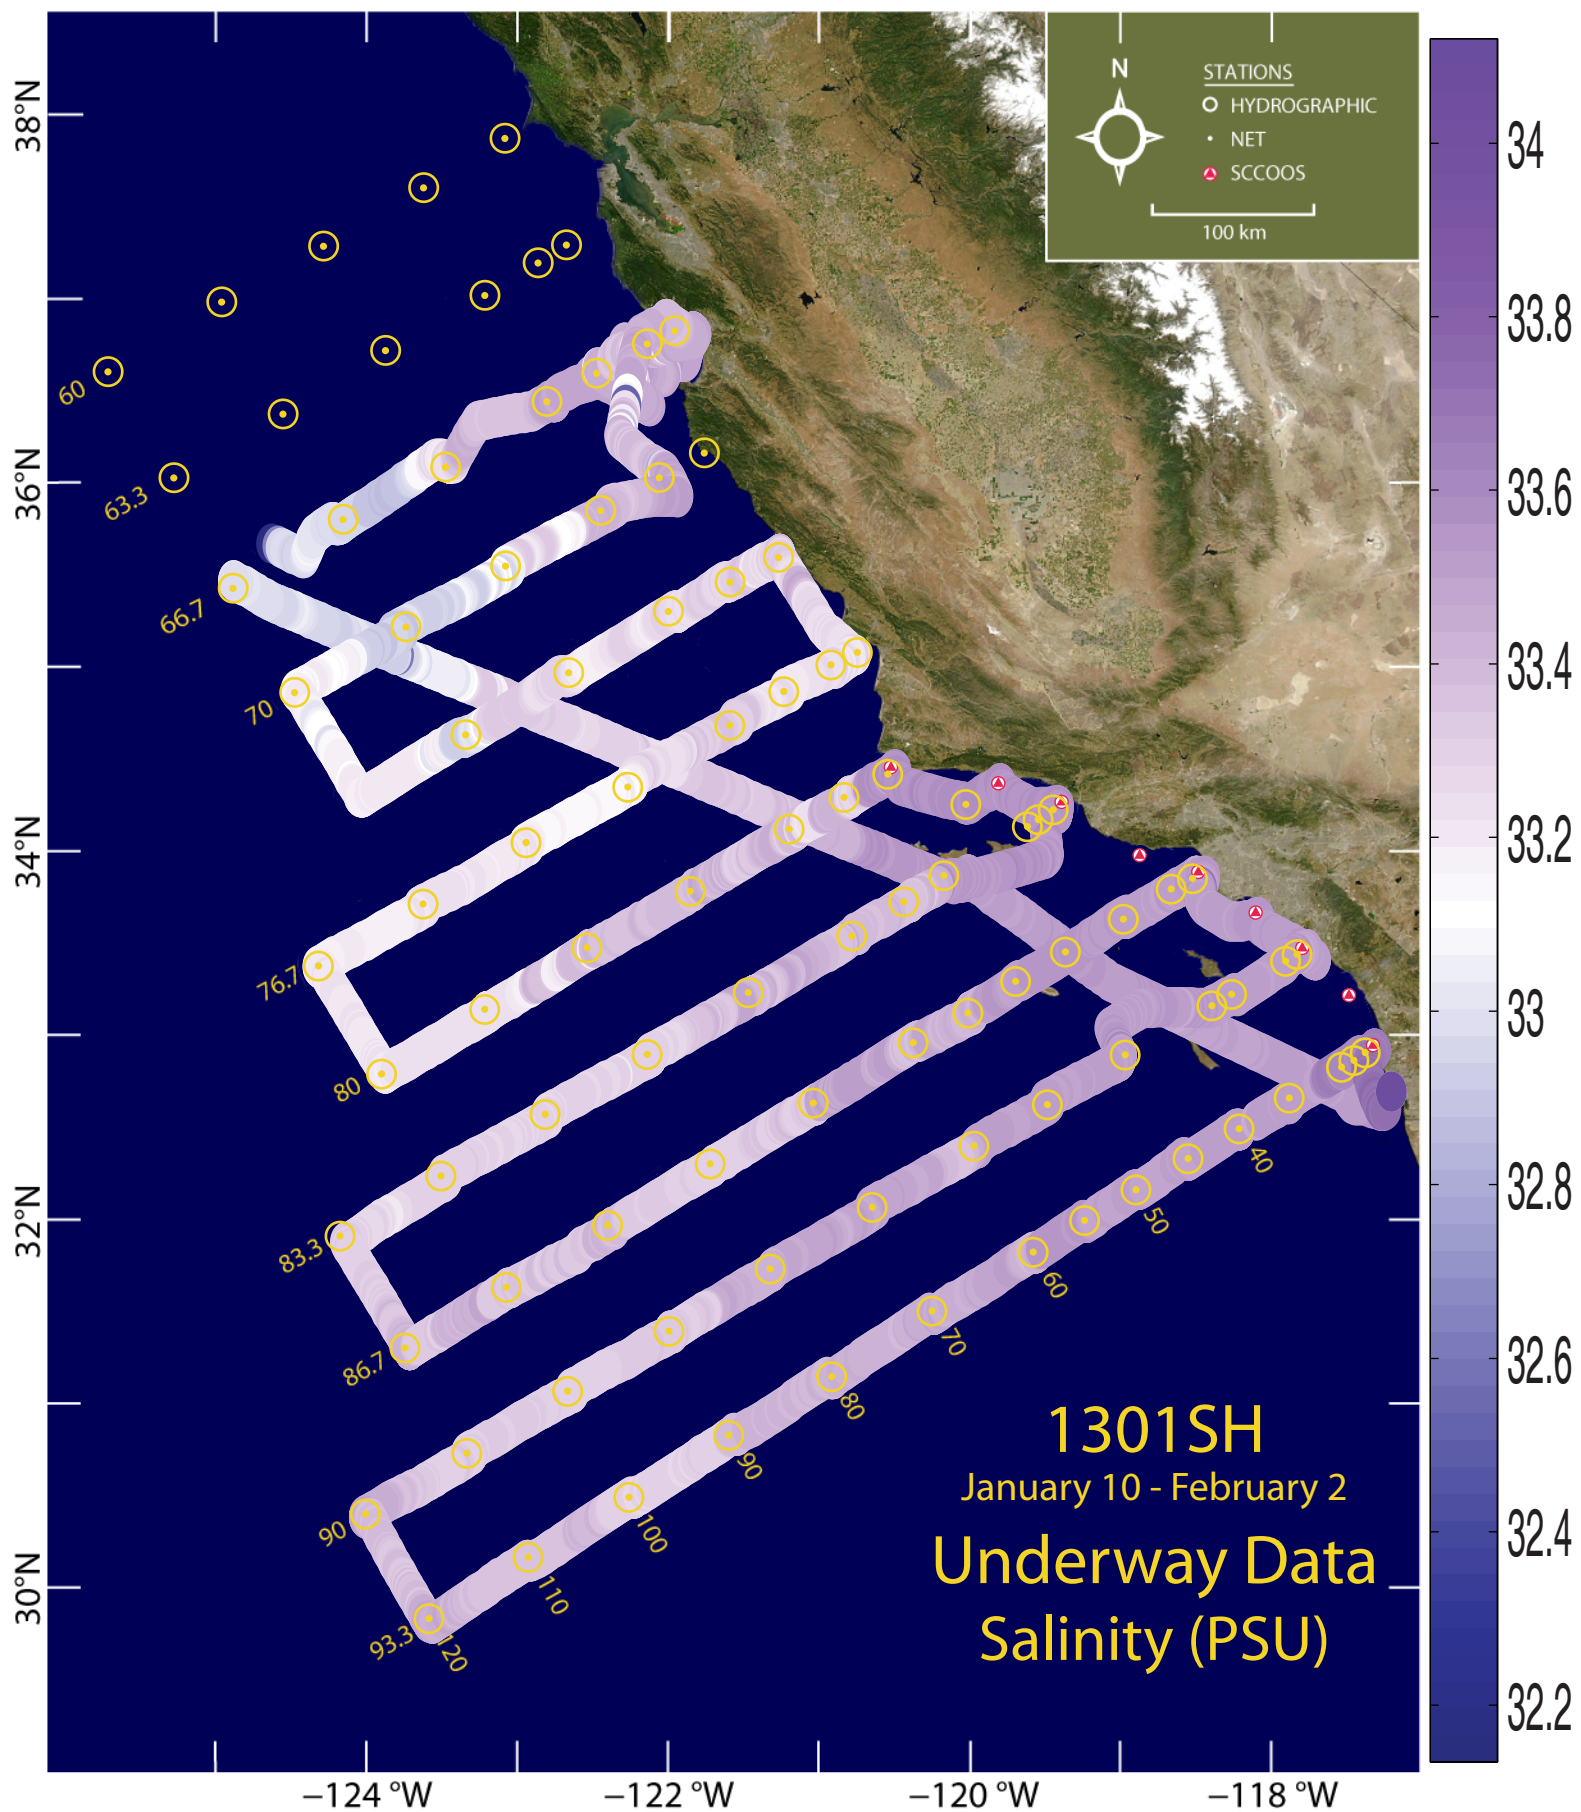 N
STATIONS
HYDROGRAPHIC
NET
SCCOOS
100 km
38°N
36°N
34°N
32°N
30°N
60
63.3
66.7
70
76.7
80
83.3
86.7
90
93.3
40
50
60
70
80
90
100
110
120
1301SH
January 10 - February 2
Underway Data
Salinity (PSU)
−124 °W
−122 °W
−120 °W
−118 °W
34
33.8
33.6
33.4
33.2
33
32.8
32.6
32.4
32.2